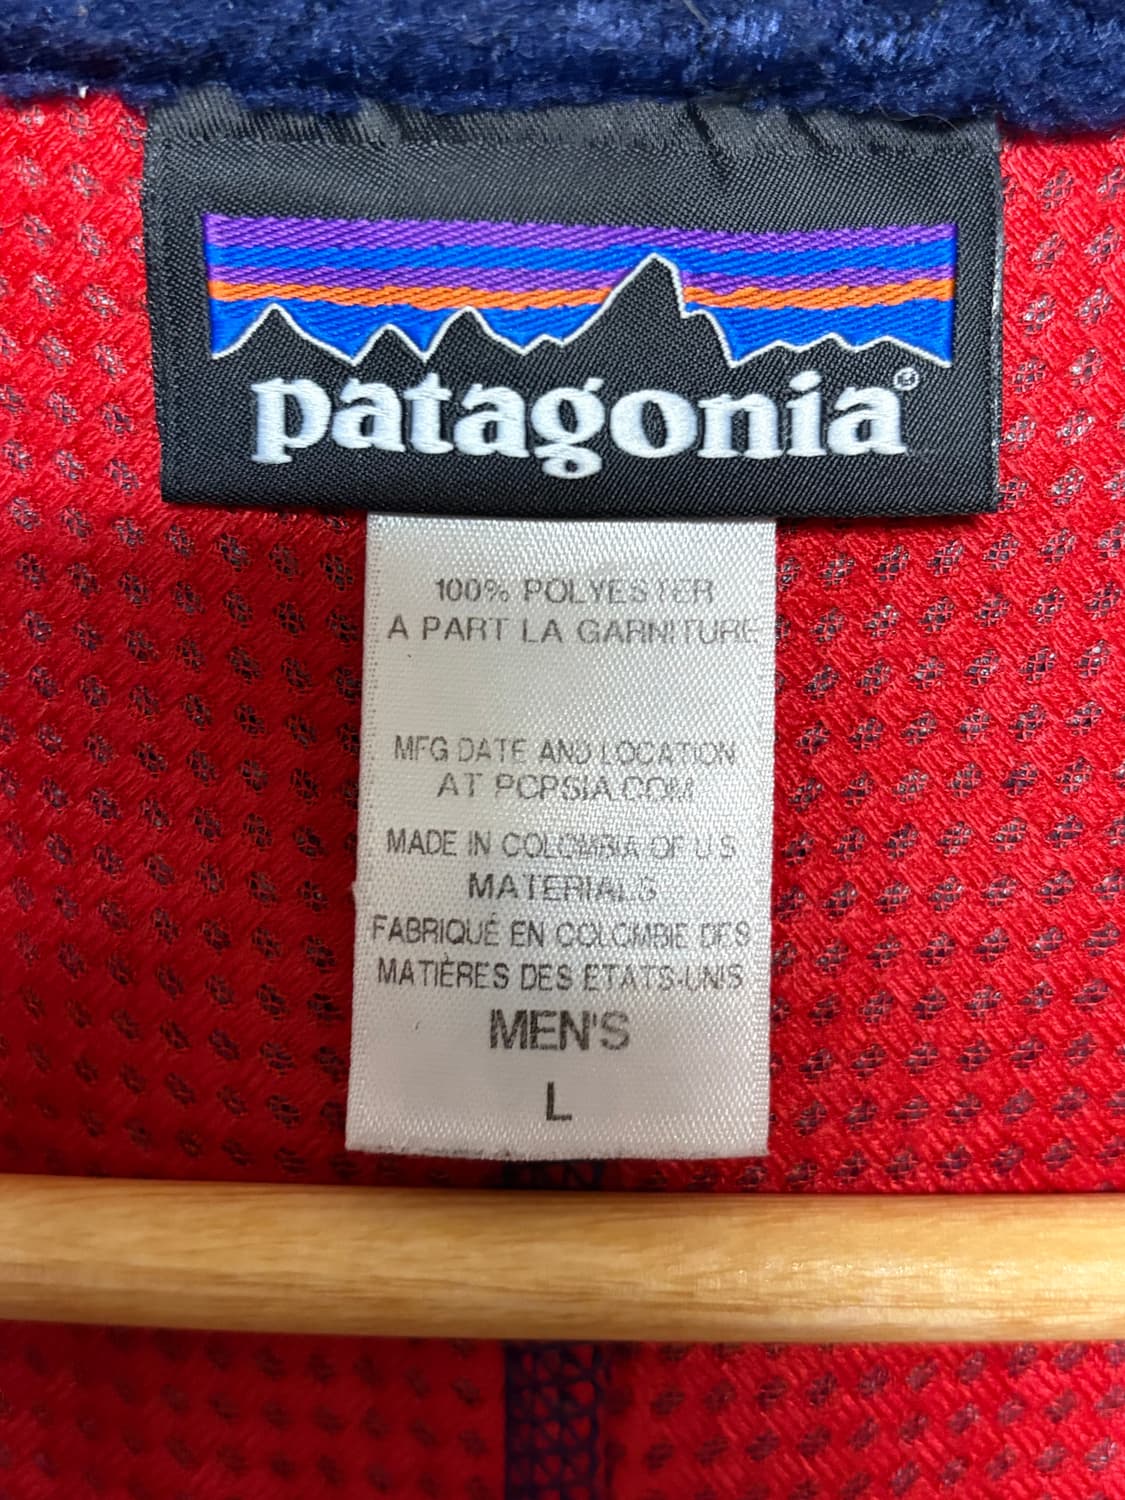 patagonia®
100% POLYESTER
A PART LA GARNITURE
MFG DATE AND LOCATION
AT PCPSIA.COM
MADE IN COLOMBIA OF U.S
MATERIALS
FABRIQUÉ EN COLOMBIE DES
MATIÈRES DES ETATS-UNIS
MEN'S
L